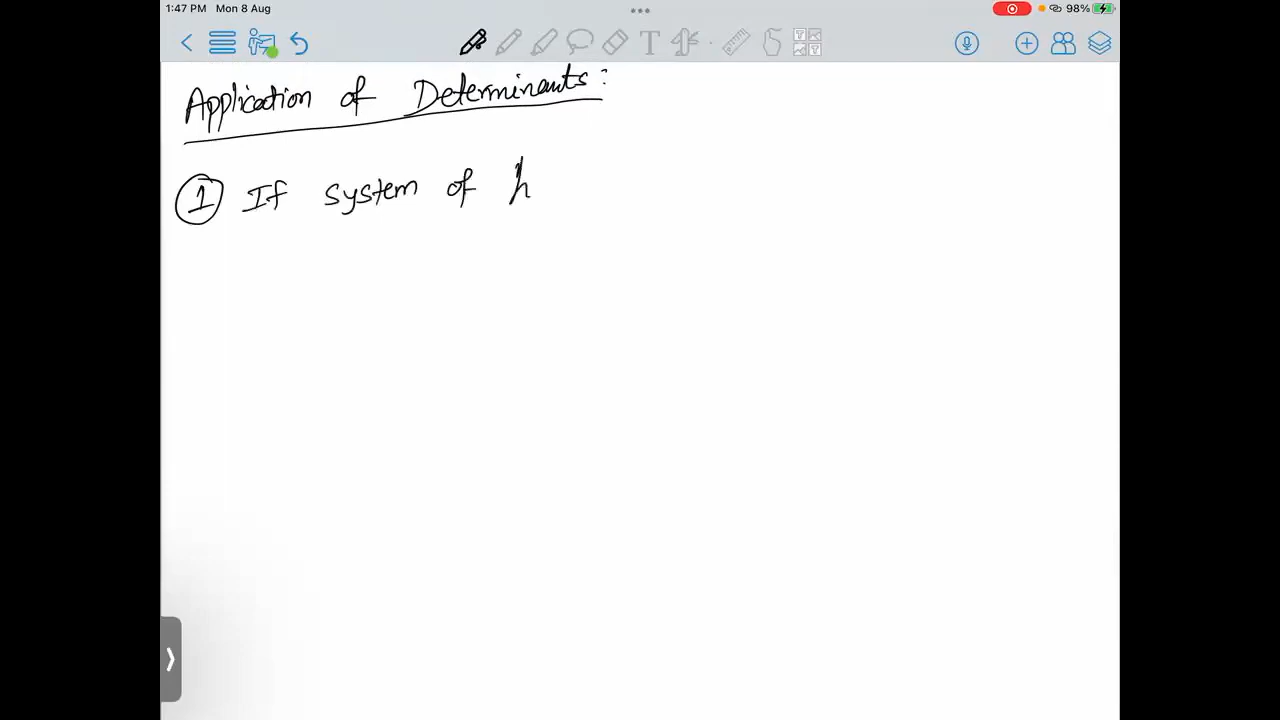 1:47 PM Mon 8 Aug 98%
T
Application of Determinants:
① If system of h